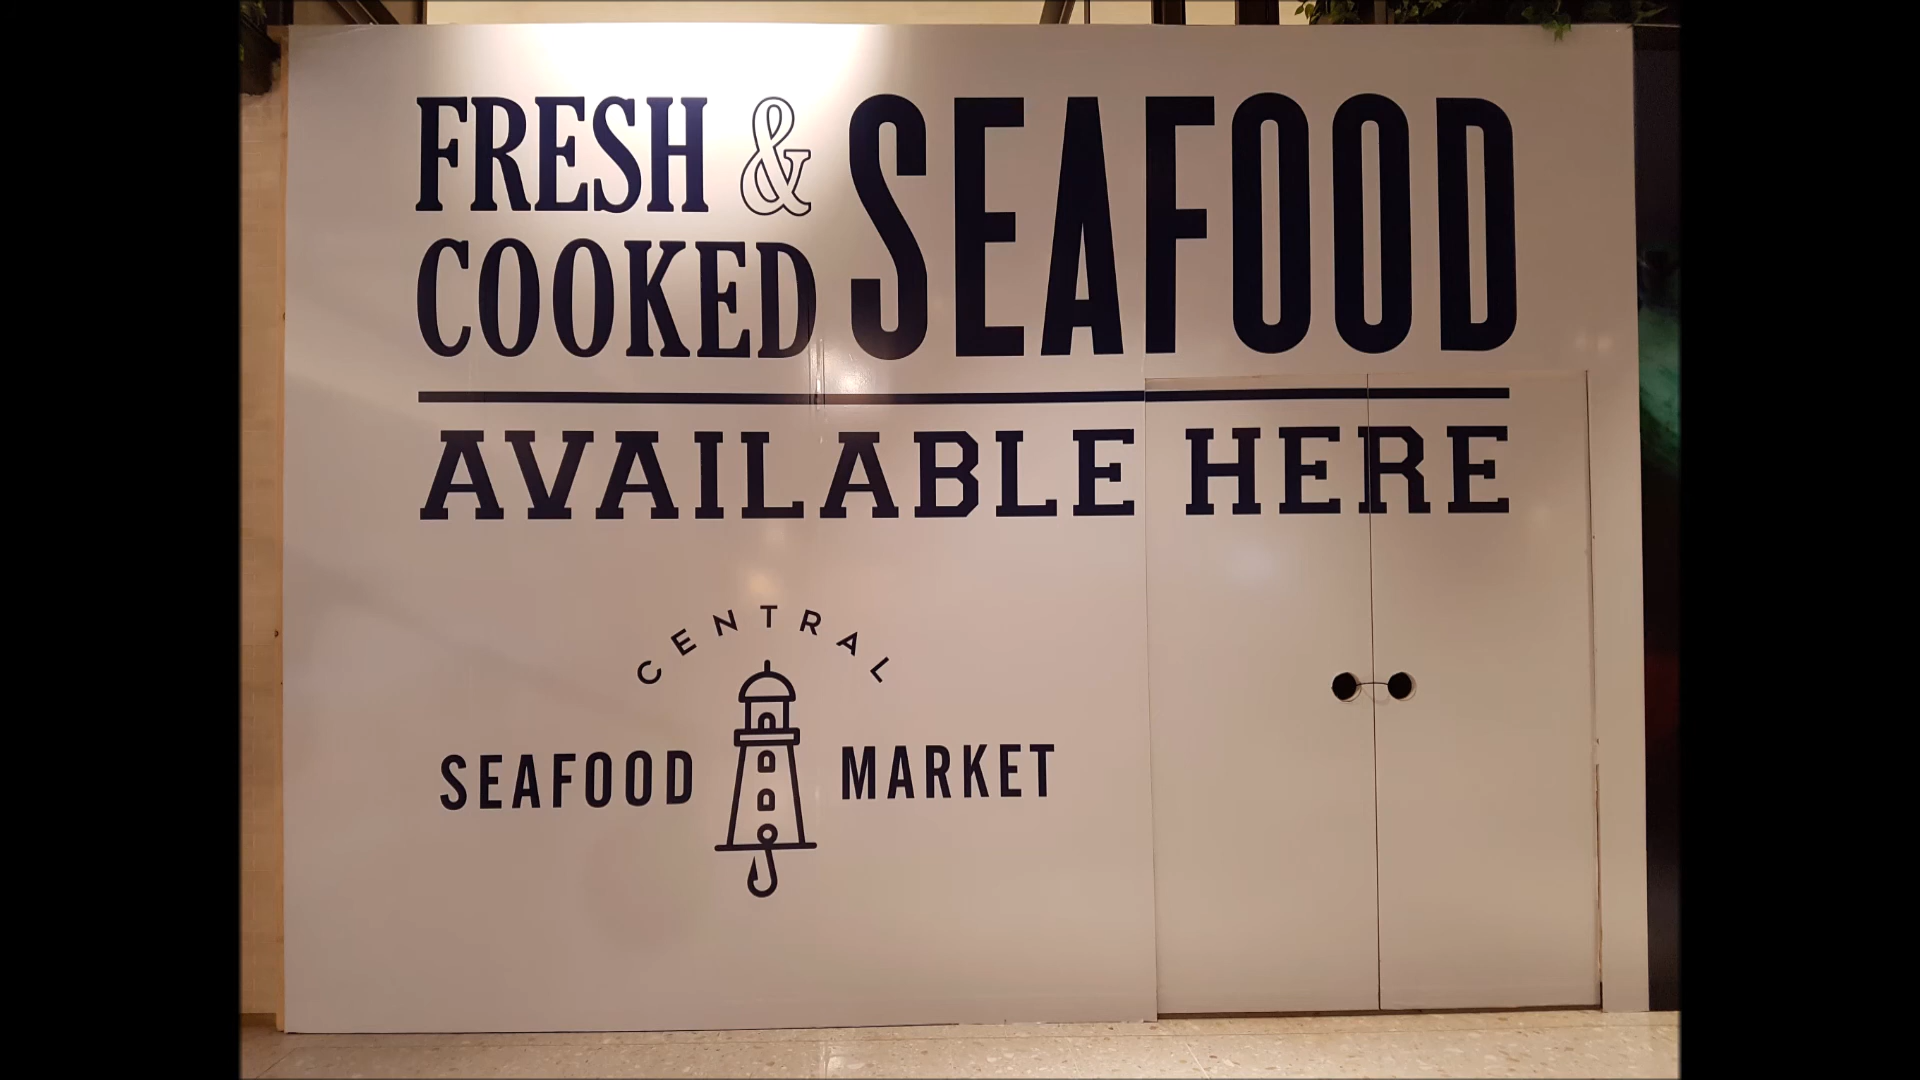 FRESH &
COOKED
SEAFOOD
AVAILABLE HERE
CENTRAL
SEAFOOD MARKET